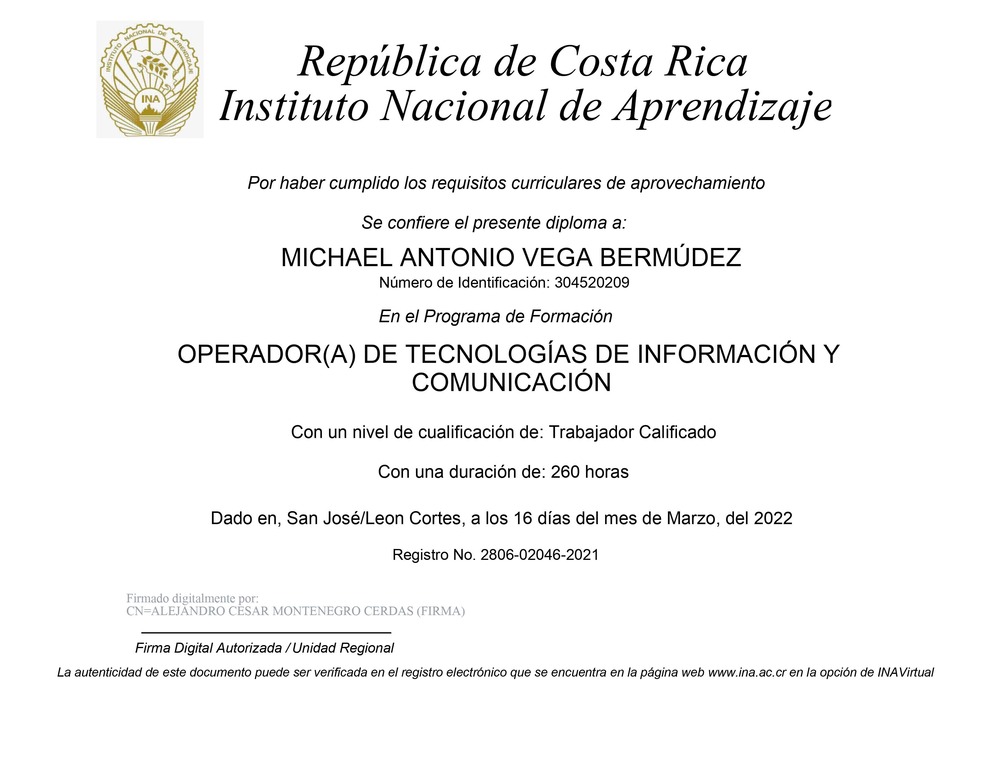 INSTITUTO NACIONAL DE APRENDIZAJE
INA
República de Costa Rica
Instituto Nacional de Aprendizaje
Por haber cumplido los requisitos curriculares de aprovechamiento
Se confiere el presente diploma a:
MICHAEL ANTONIO VEGA BERMÚDEZ
Número de Identificación: 304520209
En el Programa de Formación
OPERADOR(A) DE TECNOLOGÍAS DE INFORMACIÓN Y
COMUNICACIÓN
Con un nivel de cualificación de: Trabajador Calificado
Con una duración de: 260 horas
Dado en, San José/Leon Cortes, a los 16 días del mes de Marzo, del 2022
Registro No. 2806-02046-2021
Firmado digitalmente por:
CN=ALEJANDRO CESAR MONTENEGRO CERDAS (FIRMA)
Firma Digital Autorizada / Unidad Regional
La autenticidad de este documento puede ser verificada en el registro electrónico que se encuentra en la página web www.ina.ac.cr en la opción de INAVirtual